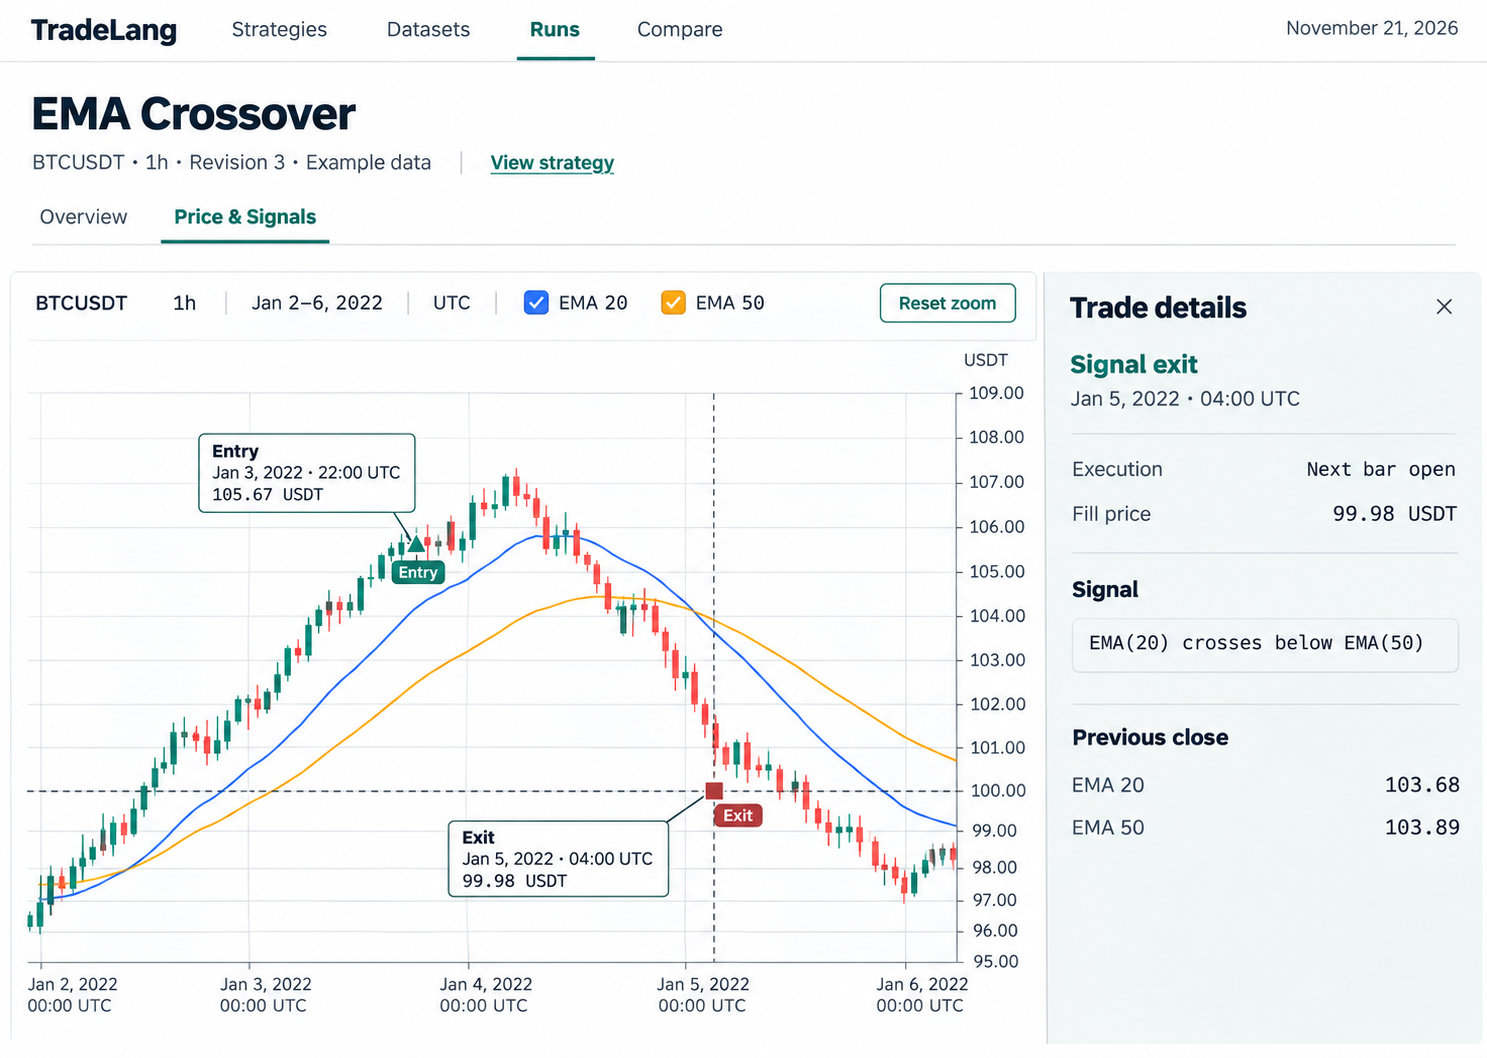 TradeLang
Strategies
Datasets
Runs
Compare
November 21, 2026
EMA Crossover
BTCUSDT • 1h • Revision 3 • Example data
View strategy
Overview
Price & Signals
BTCUSDT
1h
Jan 2–6, 2022
UTC
EMA 20
EMA 50
Reset zoom
USDT
109.00
108.00
107.00
106.00
105.00
104.00
103.00
102.00
101.00
100.00
99.00
98.00
97.00
96.00
95.00
Entry
Jan 3, 2022 • 22:00 UTC
105.67 USDT
Entry
Exit
Exit
Jan 5, 2022 • 04:00 UTC
99.98 USDT
Jan 2, 2022
00:00 UTC
Jan 3, 2022
00:00 UTC
Jan 4, 2022
00:00 UTC
Jan 5, 2022
00:00 UTC
Jan 6, 2022
00:00 UTC
Trade details
Signal exit
Jan 5, 2022 • 04:00 UTC
Execution
Next bar open
Fill price
99.98 USDT
Signal
EMA(20) crosses below EMA(50)
Previous close
EMA 20
103.68
EMA 50
103.89